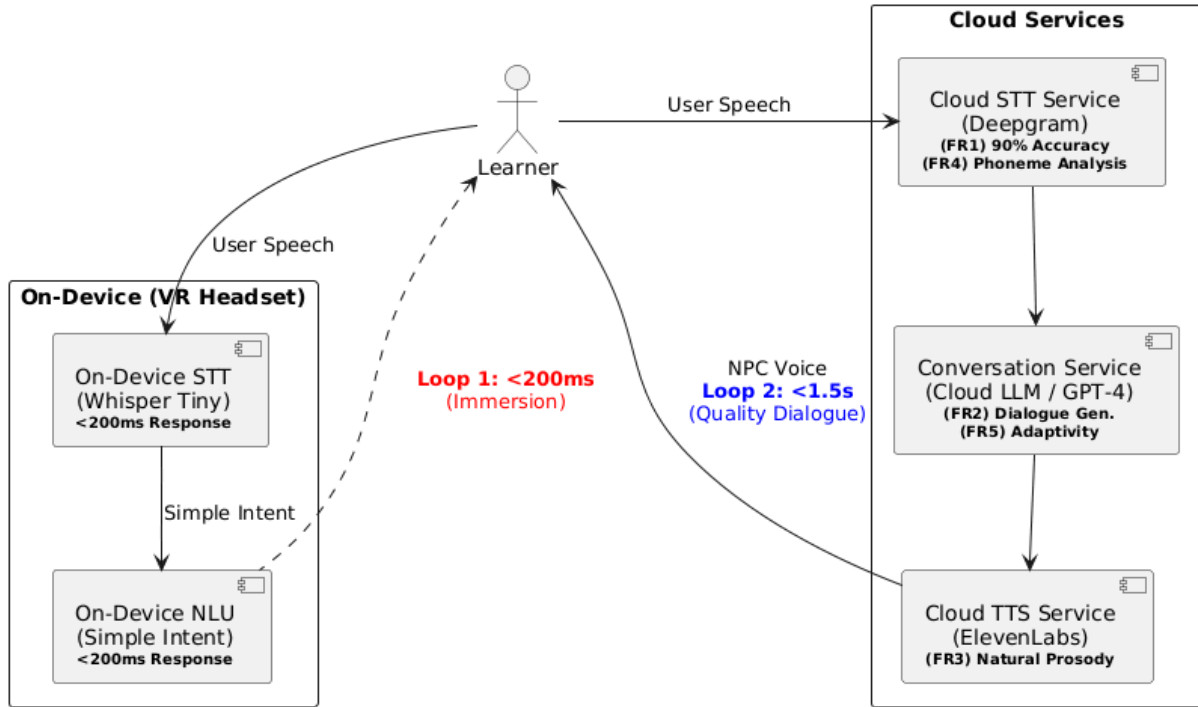 Cloud Services
Cloud STT Service
(Deepgram)
(FR1) 90% Accuracy
(FR4) Phoneme Analysis
User Speech
Learner
User Speech
On-Device (VR Headset)
On-Device STT
(Whisper Tiny)
<200ms Response
Simple Intent
On-Device NLU
(Simple Intent)
<200ms Response
Loop 1: <200ms
(Immersion)
NPC Voice
Loop 2: <1.5s
(Quality Dialogue)
Conversation Service
(Cloud LLM / GPT-4)
(FR2) Dialogue Gen.
(FR5) Adaptivity
Cloud TTS Service
(ElevenLabs)
(FR3) Natural Prosody